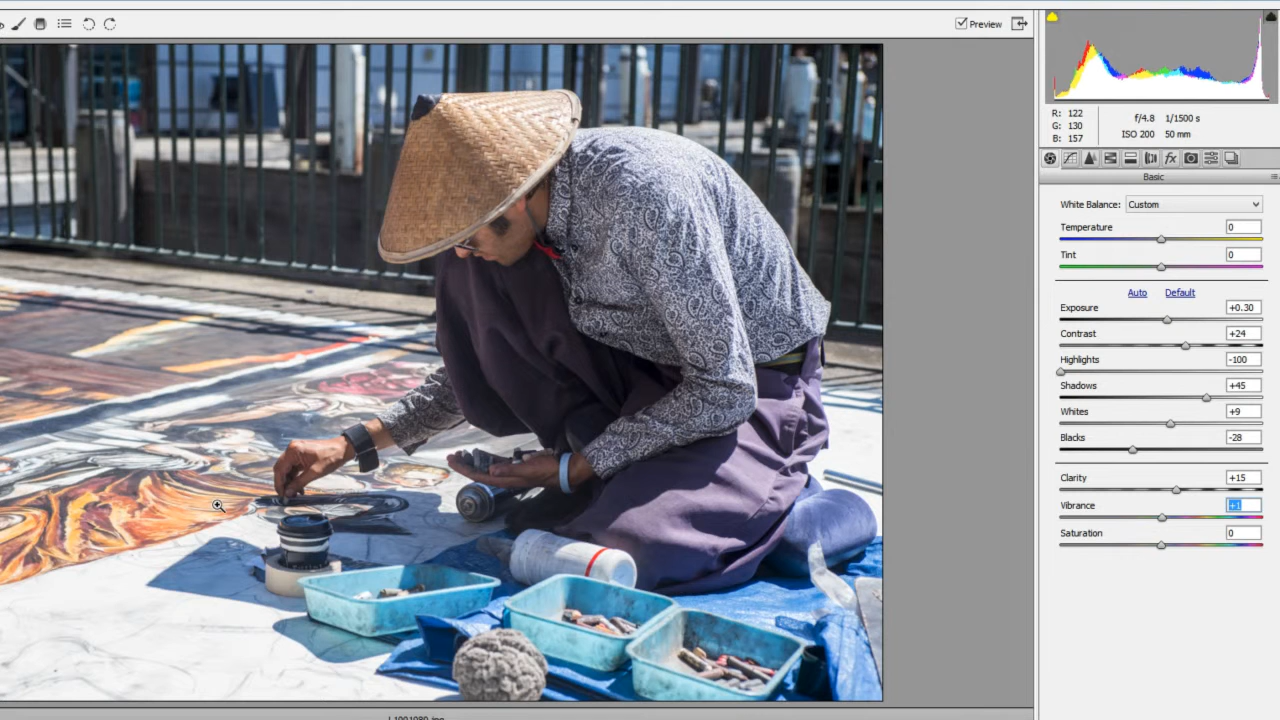 Preview
R: 122
G: 130
B: 157
f/4.8 1/1500 s
ISO 200 50 mm
fx
Basic
White Balance: Custom
Temperature 0
Tint 0
Auto Default
Exposure +0.30
Contrast +24
Highlights -100
Shadows +45
Whites +9
Blacks -28
Clarity +15
Vibrance +1
Saturation 0